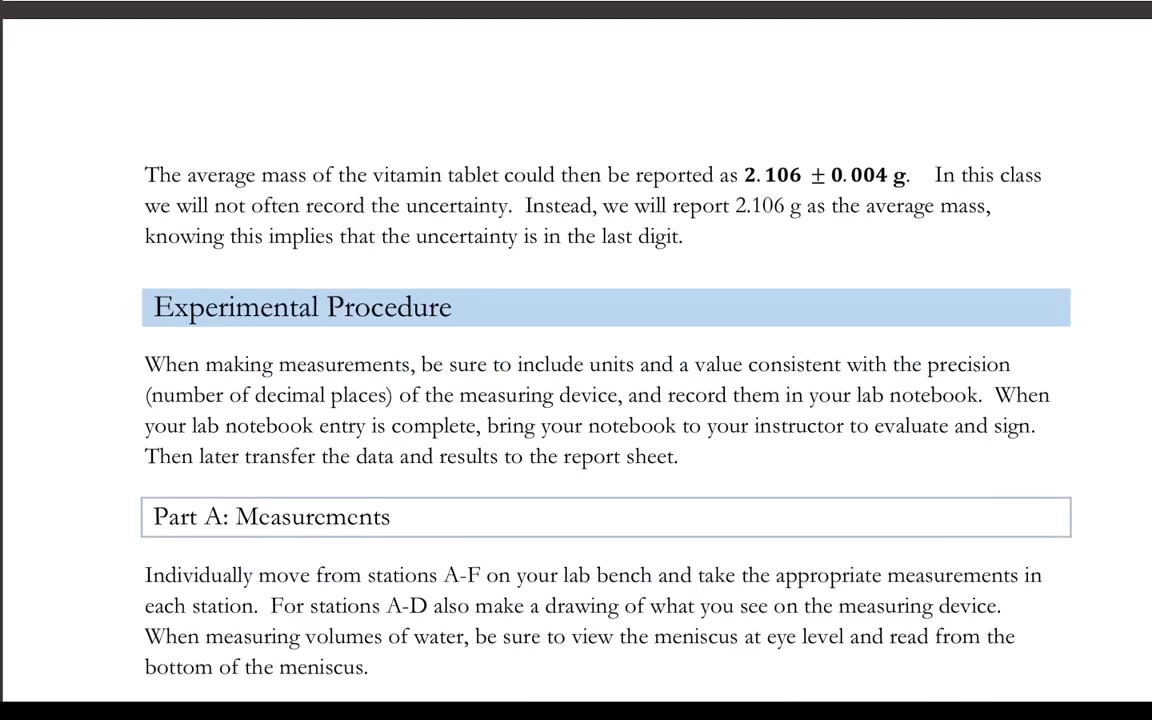 The average mass of the vitamin tablet could then be reported as 2.106 ± 0.004 g. In this class
we will not often record the uncertainty. Instead, we will report 2.106 g as the average mass,
knowing this implies that the uncertainty is in the last digit.
Experimental Procedure
When making measurements, be sure to include units and a value consistent with the precision
(number of decimal places) of the measuring device, and record them in your lab notebook. When
your lab notebook entry is complete, bring your notebook to your instructor to evaluate and sign.
Then later transfer the data and results to the report sheet.
Part A: Measurements
Individually move from stations A-F on your lab bench and take the appropriate measurements in
each station. For stations A-D also make a drawing of what you see on the measuring device.
When measuring volumes of water, be sure to view the meniscus at eye level and read from the
bottom of the meniscus.